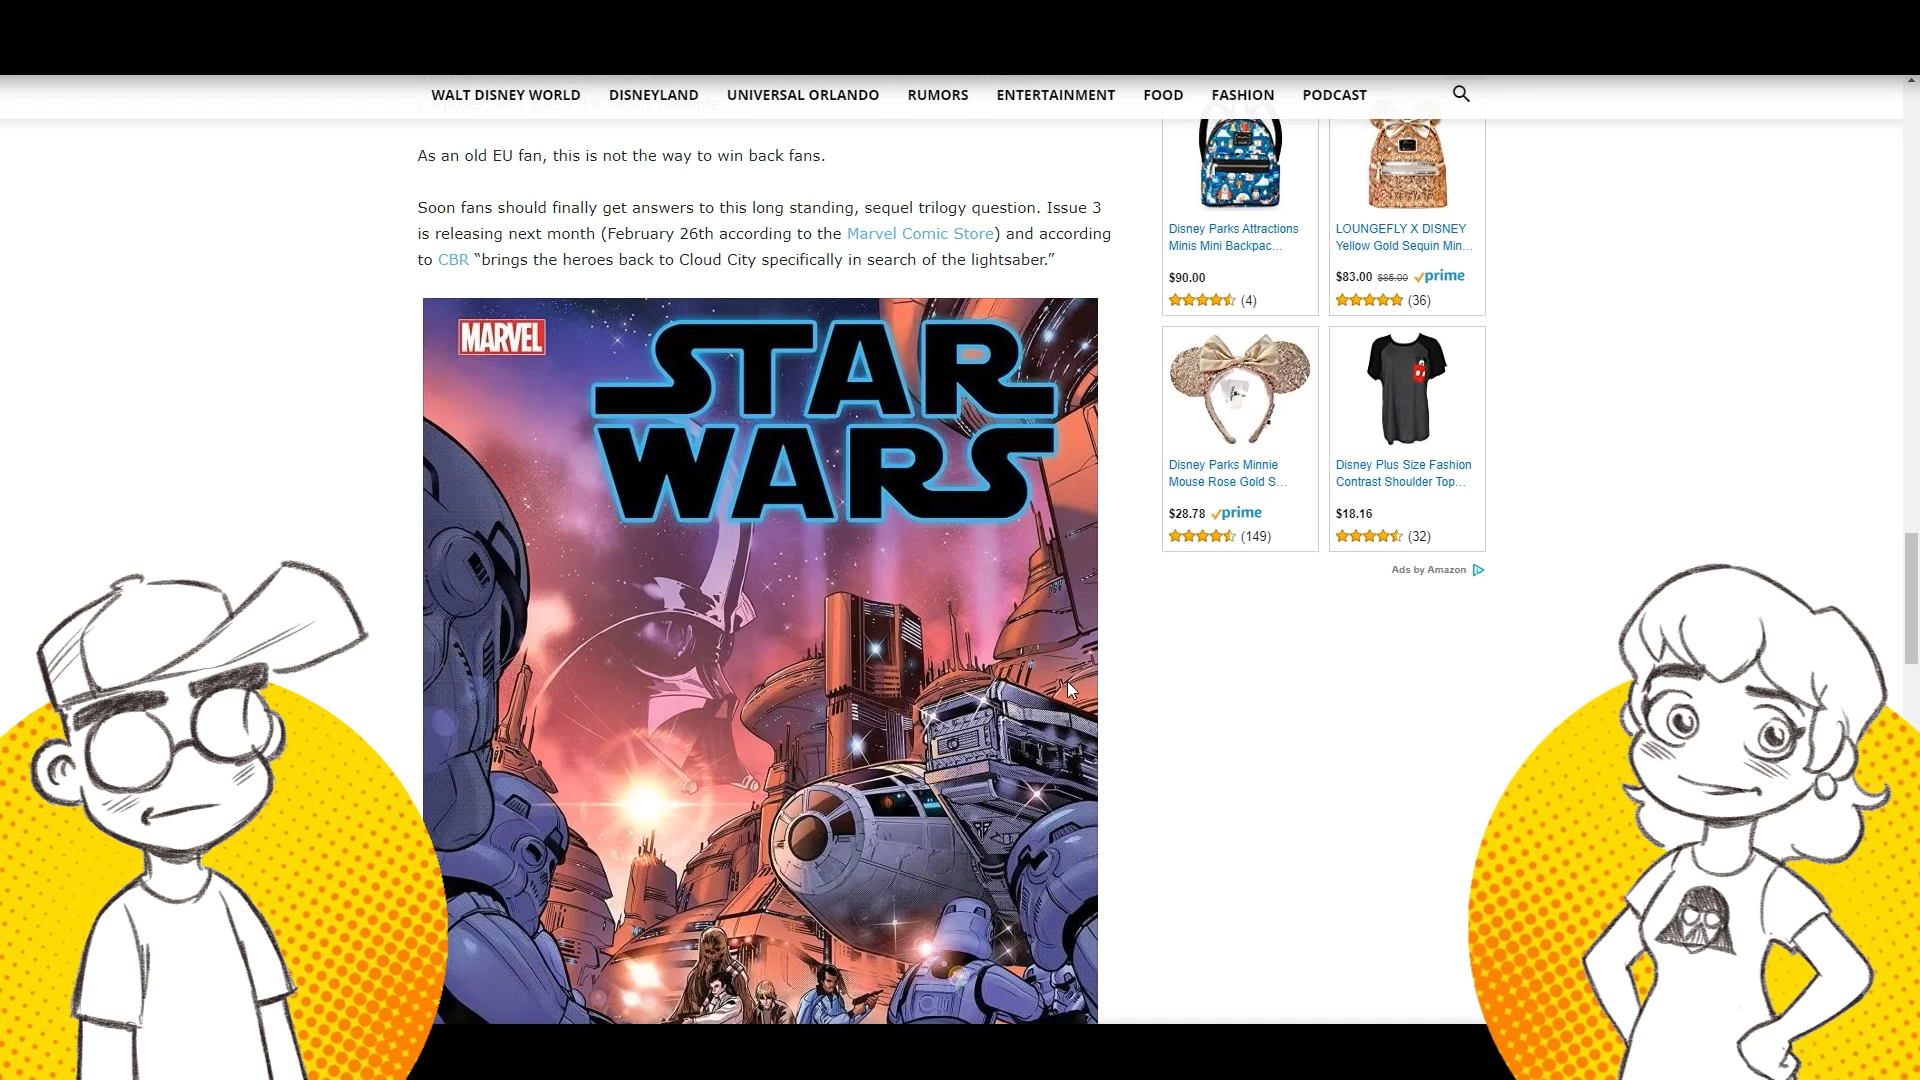 WALT DISNEY WORLD DISNEYLAND UNIVERSAL ORLANDO RUMORS ENTERTAINMENT FOOD FASHION PODCAST
As an old EU fan, this is not the way to win back fans.
Soon fans should finally get answers to this long standing, sequel trilogy question. Issue 3
is releasing next month (February 26th according to the Marvel Comic Store) and according
to CBR “brings the heroes back to Cloud City specifically in search of the lightsaber.”
MARVEL
STAR
WARS
Disney Parks Attractions
Minis Mini Backpac...
$90.00
(4)
LOUNGEFLY X DISNEY
Yellow Gold Sequin Min...
$83.00 $85.00 prime
(36)
Disney Parks Minnie
Mouse Rose Gold S...
$28.78 prime
(149)
Disney Plus Size Fashion
Contrast Shoulder Top...
$18.16
(32)
Ads by Amazon